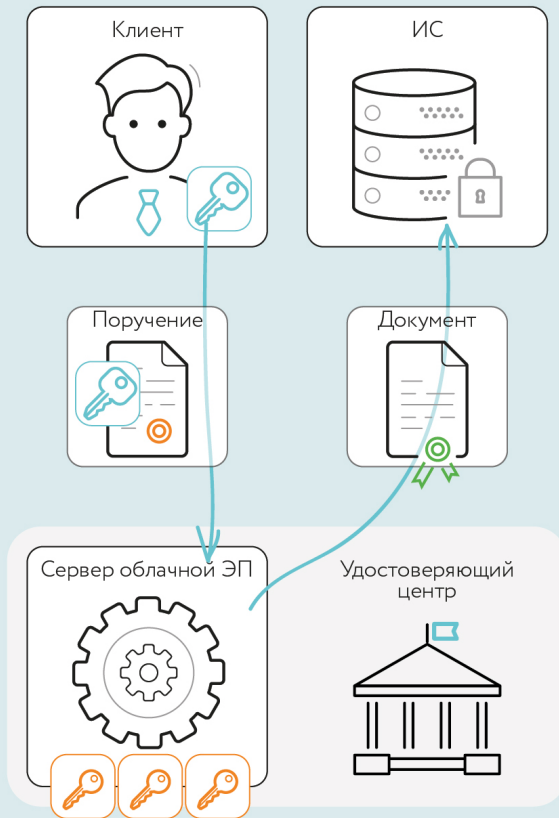 Клиент
ИС
Поручение
Документ
Сервер облачной ЭП
Удостоверяющий
центр